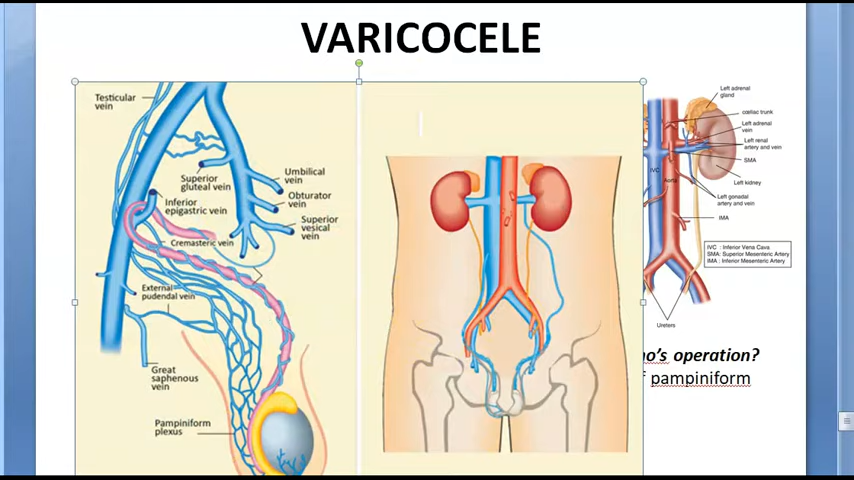 VARICOCELE
Testicular
vein
Superior
gluteal vein
Umbilical
vein
Obturator
vein
Superior
vesical
vein
Inferior
epigastric vein
Cremasteric vein
External
pudendal vein
Great
saphenous
vein
Pampiniform
plexus
Left adrenal
gland
coeliac trunk
Left adrenal
vein
Left renal
artery and vein
SMA
IVC
Aorta
Left kidney
Left gonadal
artery and vein
IMA
IVC : Inferior Vena Cava
SMA: Superior Mesenteric Artery
IMA : Inferior Mesenteric Artery
Ureters
operation?
pampiniform